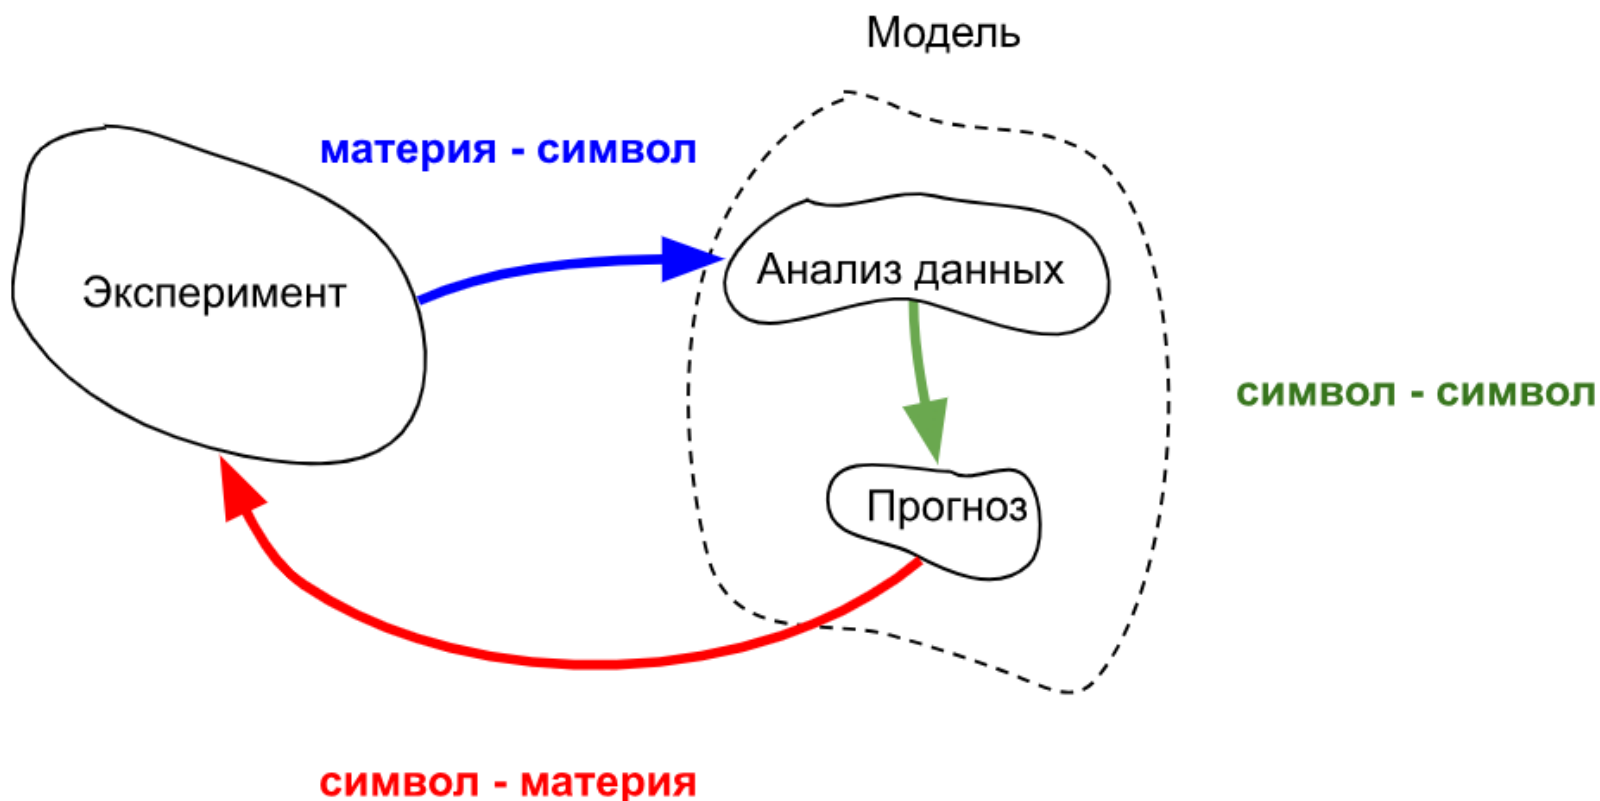 Модель
материя - символ
Эксперимент
Анализ данных
символ - символ
Прогноз
символ - материя